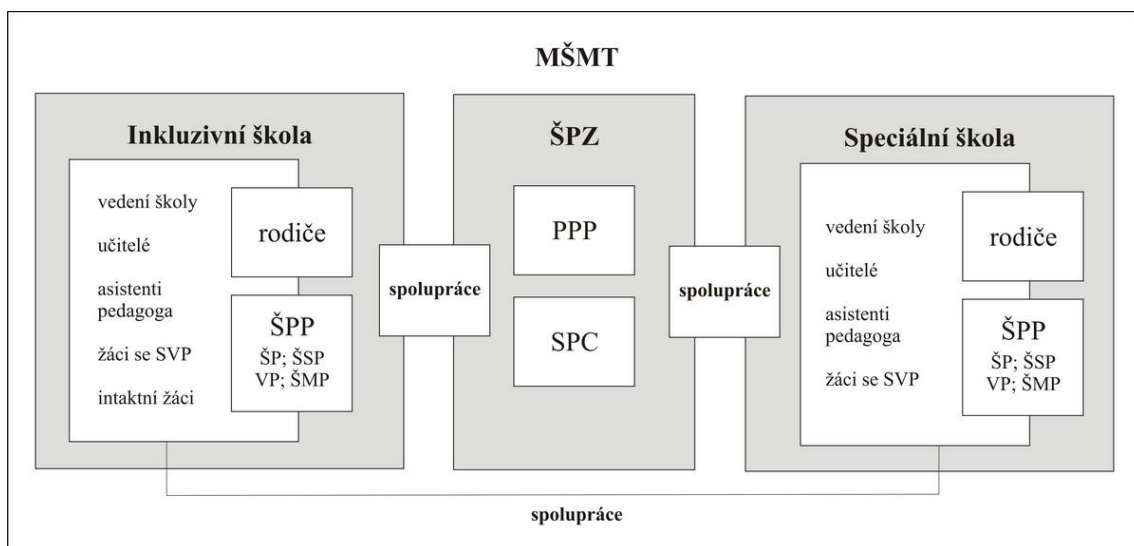 MŠMT
Inkluzivní škola
vedení školy
učitelé
asistenti
pedagoga
žáci se SVP
intaktní žáci
rodiče
ŠPP
ŠP; ŠSP
VP; ŠMP
spolupráce
ŠPZ
PPP
SPC
spolupráce
Speciální škola
vedení školy
učitelé
asistenti
pedagoga
žáci se SVP
rodiče
ŠPP
ŠP; ŠSP
VP; ŠMP
spolupráce